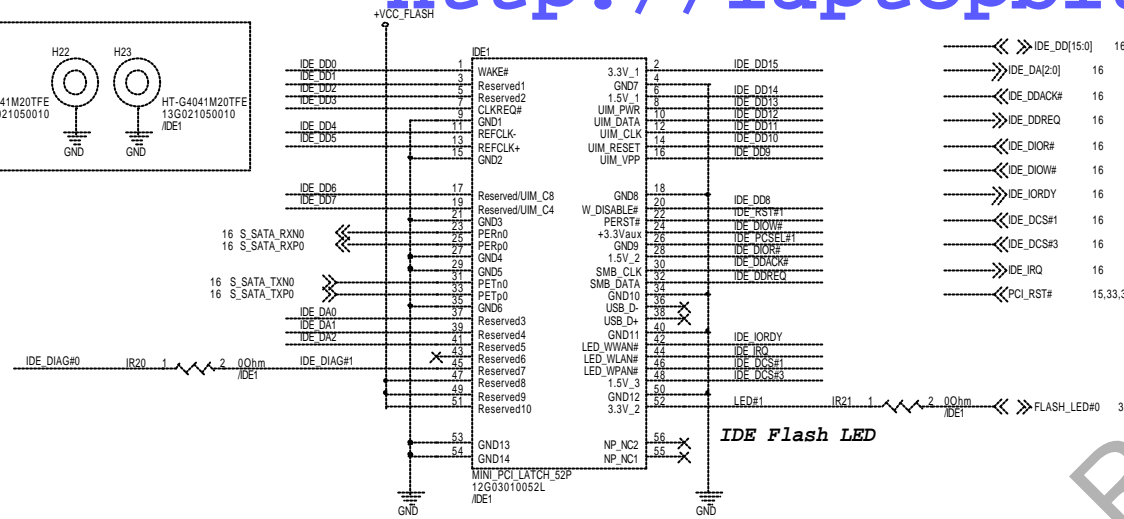 +VCC_FLASH
H22
H23
HT-G4041M20TFE
13G021050010
/IDE1
GND
GND
IDE1
IDE_DD0 1 WAKE# 3.3V_1 2 IDE_DD15
IDE_DD1 3 Reserved1 GND7 4
IDE_DD2 5 Reserved2 1.5V_1 6 IDE_DD14
IDE_DD3 7 CLKREQ# UIM_PWR 8 IDE_DD13
9 GND1 UIM_DATA 10 IDE_DD12
IDE_DD4 11 REFCLK- UIM_CLK 12 IDE_DD11
IDE_DD5 13 REFCLK+ UIM_RESET 14 IDE_DD10
15 GND2 UIM_VPP 16 IDE_DD9
IDE_DD6 17 Reserved/UIM_C8 GND8 18
IDE_DD7 19 Reserved/UIM_C4 W_DISABLE# 20 IDE_DD8
21 GND3 PERST# 22 IDE_RST#1
16 S_SATA_RXN0 23 PERn0 +3.3Vaux 24 IDE_DIOW#
16 S_SATA_RXP0 25 PERp0 GND9 26 IDE_PCSEL#1
27 GND4 1.5V_2 28 IDE_DIOR#
29 GND5 SMB_CLK 30 IDE_DDACK#
16 S_SATA_TXN0 31 PETn0 SMB_DATA 32 IDE_DDREQ
16 S_SATA_TXP0 33 PETp0 GND10 34
35 GND6 USB_D- 36
IDE_DA0 37 Reserved3 USB_D+ 38
IDE_DA1 39 Reserved4 GND11 40
IDE_DA2 41 Reserved5 LED_WWAN# 42 IDE_IORDY
43 Reserved6 LED_WLAN# 44 IDE_IRQ
IDE_DIAG#0 IR20 1 2 0Ohm /IDE1 IDE_DIAG#1 45 Reserved7 LED_WPAN# 46 IDE_DCS#1
47 Reserved8 1.5V_3 48 IDE_DCS#3
49 Reserved9 GND12 50
51 Reserved10 3.3V_2 52 LED#1 IR21 1 2 0Ohm /IDE1 FLASH_LED#0
IDE Flash LED
53 GND13 NP_NC2 56
54 GND14 NP_NC1 55
MINI_PCI_LATCH_52P
12G03010052L
/IDE1
GND
GND
IDE_DD[15:0] 16
IDE_DA[2:0] 16
IDE_DDACK# 16
IDE_DDREQ 16
IDE_DIOR# 16
IDE_DIOW# 16
IDE_IORDY 16
IDE_DCS#1 16
IDE_DCS#3 16
IDE_IRQ 16
PCI_RST# 15,33,3